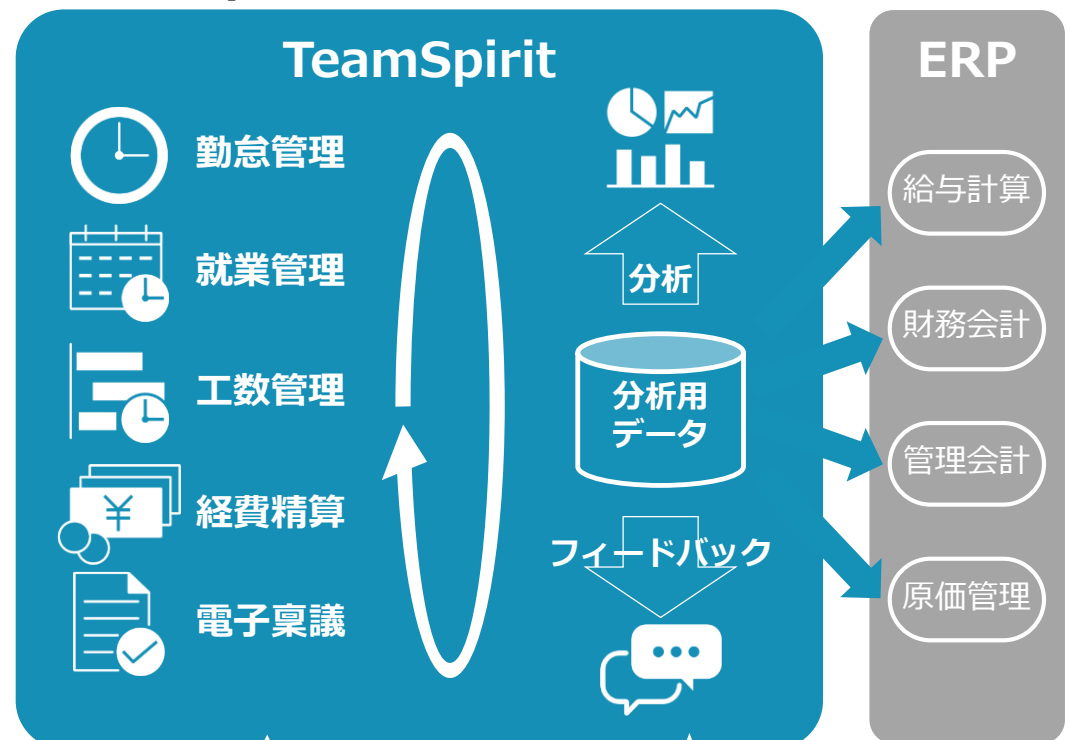 TeamSpirit
勤怠管理
就業管理
工数管理
経費精算
電子稟議
分析
分析用
データ
フィードバック
ERP
給与計算
財務会計
管理会計
原価管理